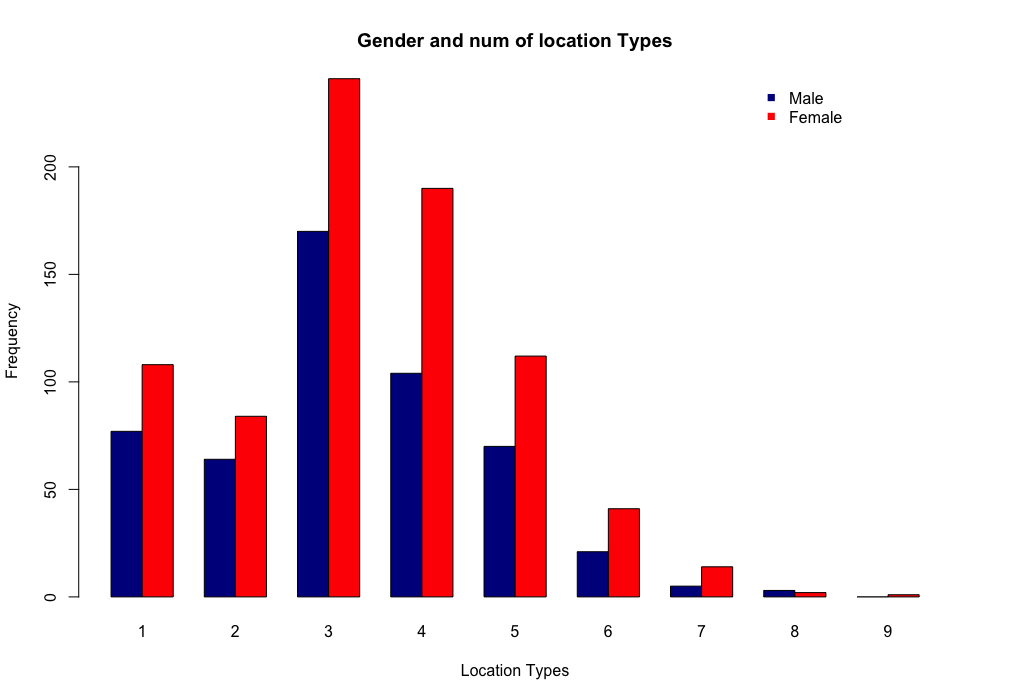 Gender and num of location Types
Male
Female
200
150
100
50
0
Frequency
1 2 3 4 5 6 7 8 9
Location Types